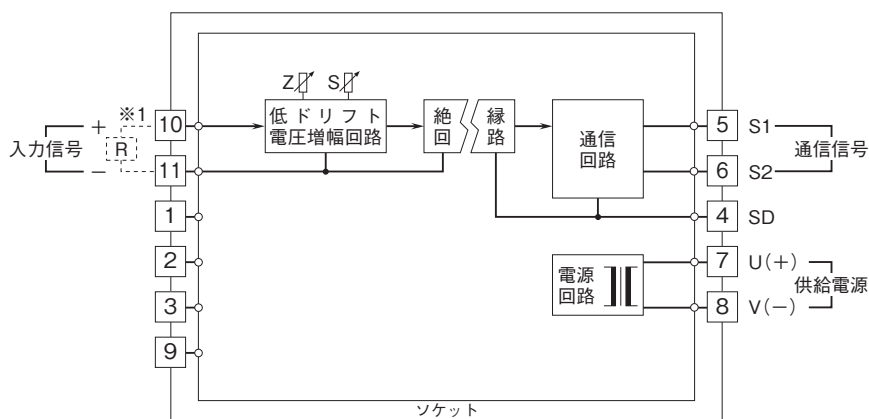 Z S
※1
10
+
入力信号
R
−
11
1
2
3
9
低ドリフト
電圧増幅回路
絶
回
縁
路
通信
回路
5 S1
6 S2
通信信号
4 SD
電源
回路
7 U(+)
供給電源
8 V(−)
ソケット